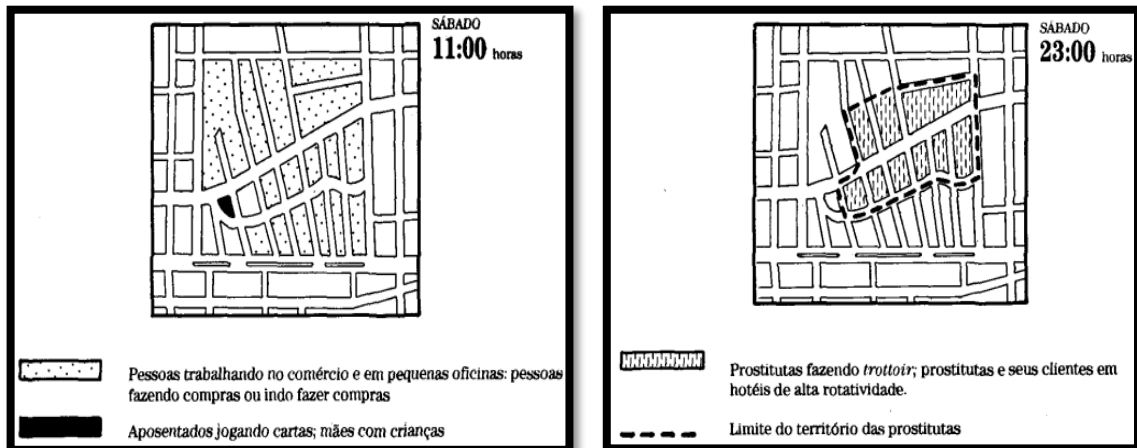 SÁBADO
11:00 horas
Pessoas trabalhando no comércio e em pequenas oficinas: pessoas
fazendo compras ou indo fazer compras
Aposentados jogando cartas; mães com crianças
SÁBADO
23:00 horas
Prostitutas fazendo trottoir; prostitutas e seus clientes em
hotéis de alta rotatividade.
Limite do território das prostitutas